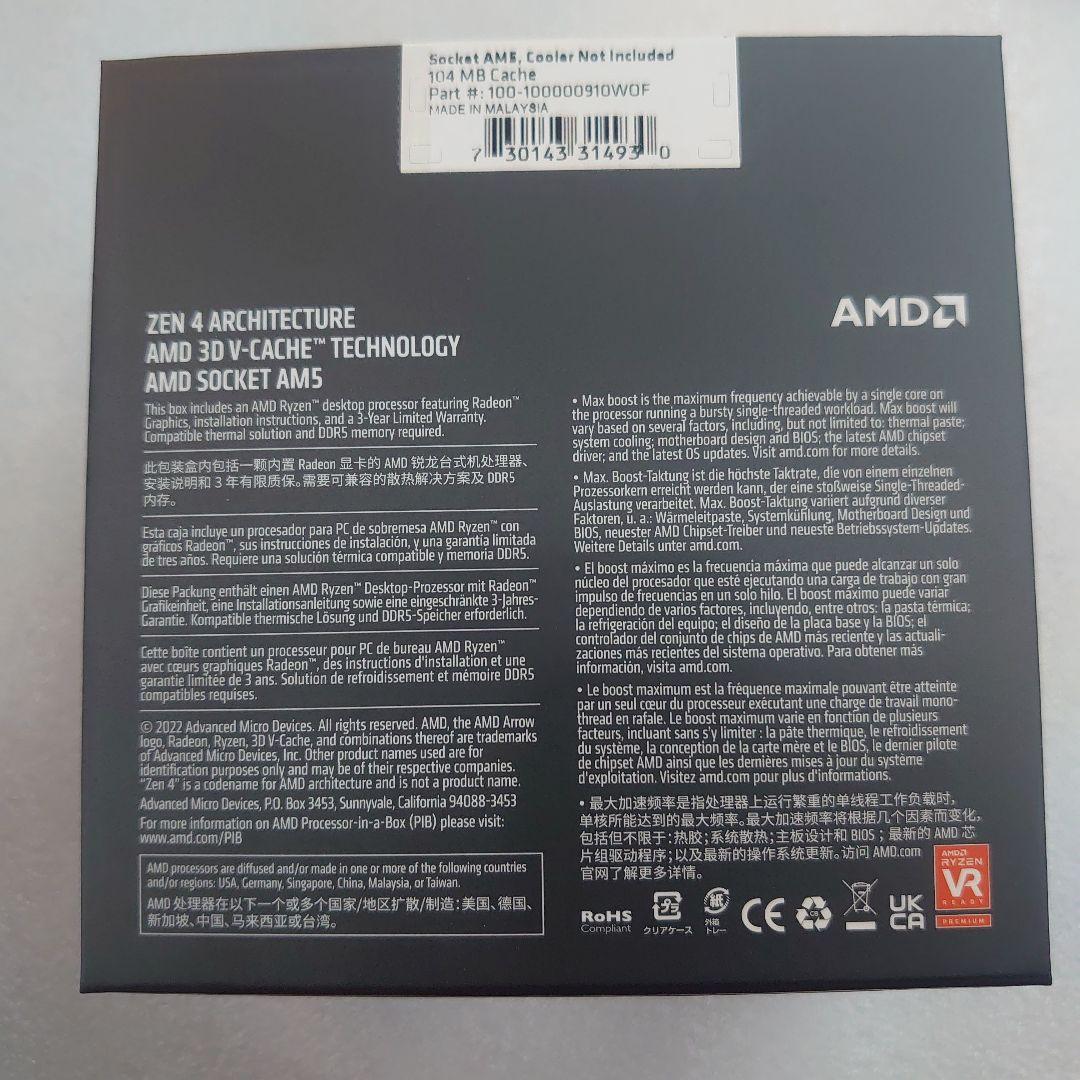 Socket AM5, Cooler Not Included
104 MB Cache
Part #: 100-100000910WOF
MADE IN MALAYSIA
7 30143 31493 0
ZEN 4 ARCHITECTURE
AMD 3D V-CACHE™ TECHNOLOGY
AMD SOCKET AM5
This box includes an AMD Ryzen™ desktop processor featuring Radeon™
Graphics, installation instructions, and a 3-Year Limited Warranty.
Compatible thermal solution and DDR5 memory required.
此包装盒内包括一颗内置 Radeon 显卡的 AMD 锐龙台式机处理器、
安装说明和 3 年有限质保。需要可兼容的散热解决方案及 DDR5
内存。
Esta caja incluye un procesador para PC de sobremesa AMD Ryzen™ con
gráficos Radeon™, sus instrucciones de instalación, y una garantía limitada
de tres años. Requiere una solución térmica compatible y memoria DDR5.
Diese Packung enthält einen AMD Ryzen™ Desktop-Prozessor mit Radeon™
Grafikeinheit, eine Installationsanleitung sowie eine eingeschränkte 3-Jahres-
Garantie. Kompatible thermische Lösung und DDR5-Speicher erforderlich.
Cette boîte contient un processeur pour PC de bureau AMD Ryzen™
avec cœurs graphiques Radeon™, des instructions d'installation et une
garantie limitée de 3 ans. Solution de refroidissement et mémoire DDR5
compatibles requises.
© 2022 Advanced Micro Devices. All rights reserved. AMD, the AMD Arrow
logo, Radeon, Ryzen, 3D V-Cache, and combinations thereof are trademarks
of Advanced Micro Devices, Inc. Other product names used are for
identification purposes only and may be of their respective companies.
"Zen 4" is a codename for AMD architecture and is not a product name.
Advanced Micro Devices, P.O. Box 3453, Sunnyvale, California 94088-3453
For more information on AMD Processor-in-a-Box (PIB) please visit:
www.amd.com/PIB
AMD processors are diffused and/or made in one or more of the following countries
and/or regions: USA, Germany, Singapore, China, Malaysia, or Taiwan.
AMD 处理器在以下一个或多个国家/地区扩散/制造：美国、德国、
新加坡、中国、马来西亚或台湾。
AMD
• Max boost is the maximum frequency achievable by a single core on
the processor running a bursty single-threaded workload. Max boost will
vary based on several factors, including, but not limited to: thermal paste;
system cooling; motherboard design and BIOS; the latest AMD chipset
driver; and the latest OS updates. Visit amd.com for more details.
• Max. Boost-Taktung ist die höchste Taktrate, die von einem einzelnen
Prozessorkern erreicht werden kann, der eine stoßweise Single-Threaded-
Auslastung verarbeitet. Max. Boost-Taktung variiert aufgrund diverser
Faktoren, u. a.: Wärmeleitpaste, Systemkühlung, Motherboard Design und
BIOS, neuester AMD Chipset-Treiber und neueste Betriebssystem-Updates.
Weitere Details unter amd.com.
• El boost máximo es la frecuencia máxima que puede alcanzar un solo
núcleo del procesador que esté ejecutando una carga de trabajo con gran
impulso de frecuencias en un solo hilo. El boost máximo puede variar
dependiendo de varios factores, incluyendo, entre otros: la pasta térmica;
la refrigeración del equipo; el diseño de la placa base y la BIOS; el
controlador del conjunto de chips de AMD más reciente y las actuali-
zaciones más recientes del sistema operativo. Para obtener más
información, visita amd.com.
• Le boost maximum est la fréquence maximale pouvant être atteinte
par un seul cœur du processeur exécutant une charge de travail mono-
thread en rafale. Le boost maximum varie en fonction de plusieurs
facteurs, incluant sans s'y limiter : la pâte thermique, le refroidissement
du système, la conception de la carte mère et le BIOS, le dernier pilote
de chipset AMD ainsi que les dernières mises à jour du système
d'exploitation. Visitez amd.com pour plus d'informations.
• 最大加速频率是指处理器上运行繁重的单线程工作负载时，
单核所能达到的最大频率。最大加速频率将根据几个因素而变化，
包括但不限于：热胶；系统散热；主板设计和 BIOS；最新的 AMD 芯
片组驱动程序；以及最新的操作系统更新。访问 AMD.com
官网了解更多详情。
RoHS
Compliant
プラ
クリアケース
紙
外箱
トレー
CE
CB
UK
CA
AMD
RYZEN
VR
READY
PREMIUM